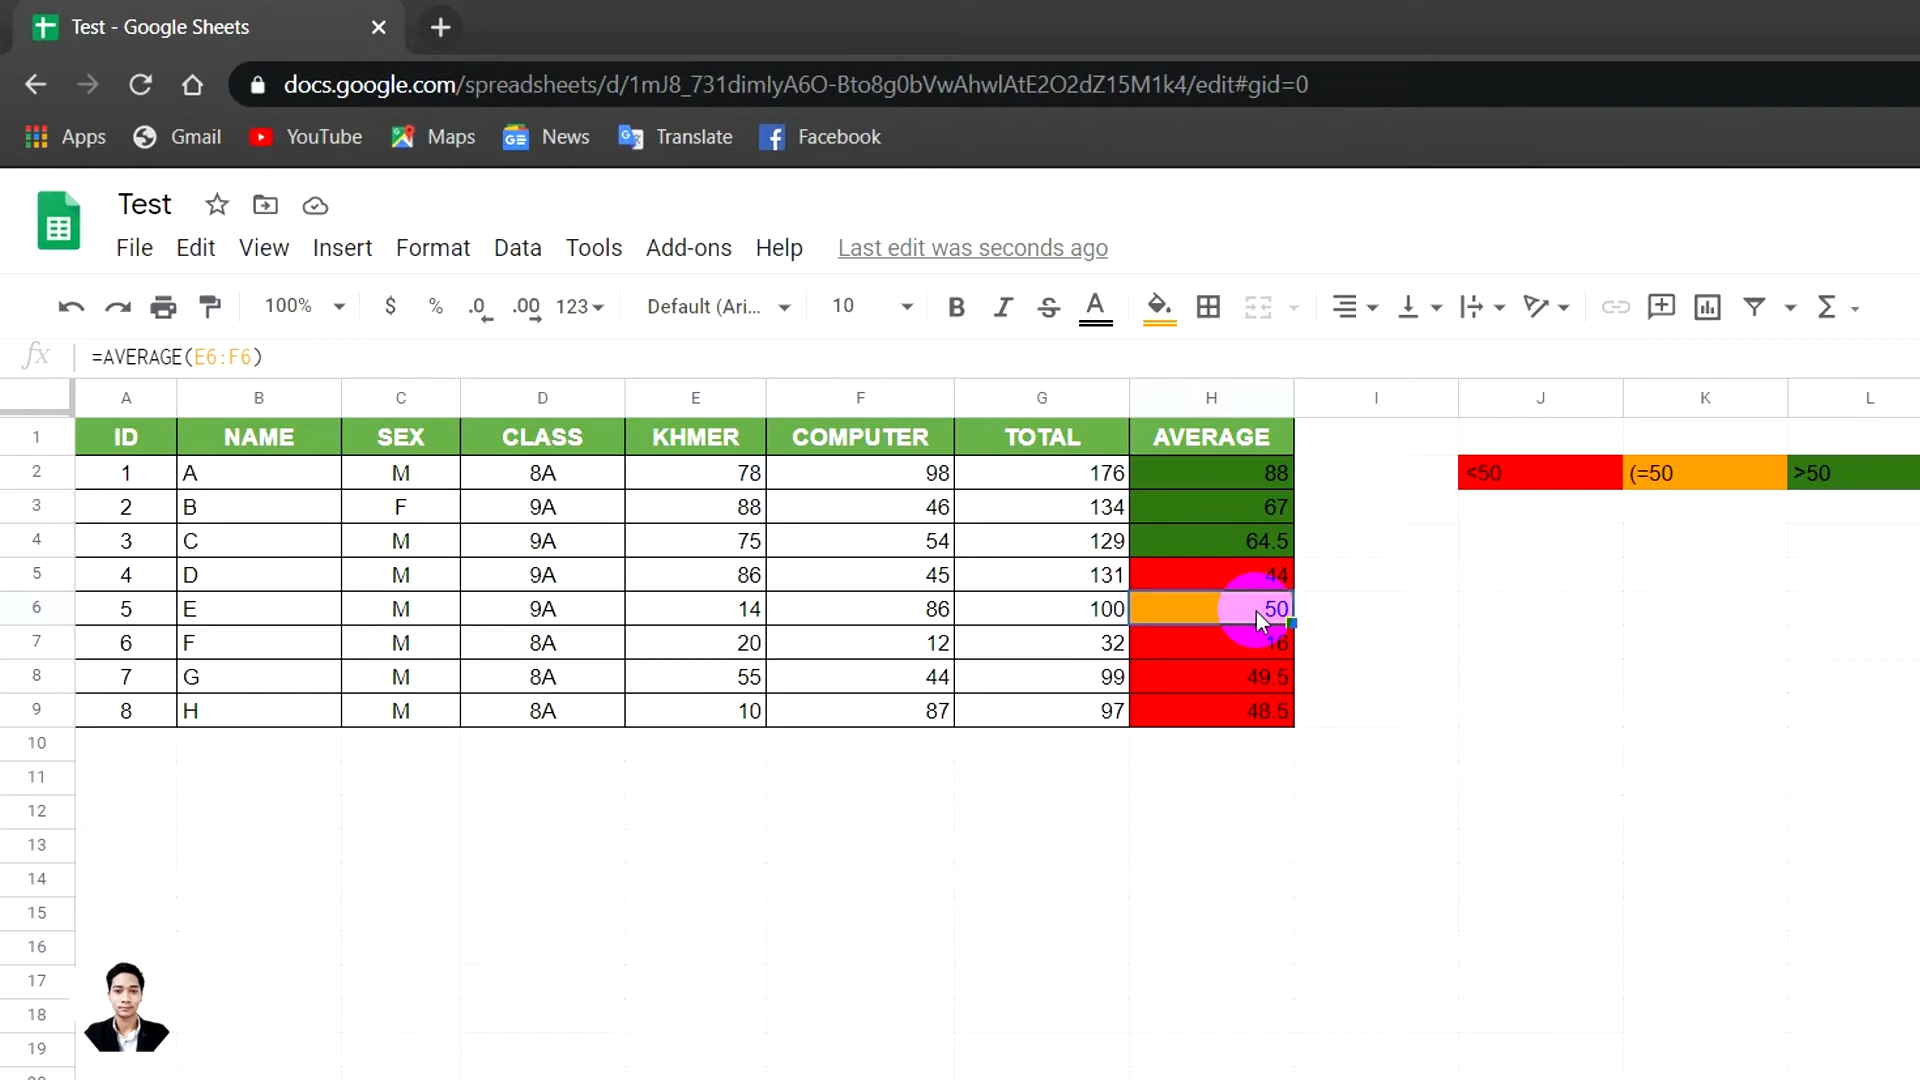 Test - Google Sheets
docs.google.com/spreadsheets/d/1mJ8_731dimIyA6O-Bto8g0bVwAhwlAtE2O2dZ15M1k4/edit#gid=0
Apps Gmail YouTube Maps News Translate Facebook
Test
File Edit View Insert Format Data Tools Add-ons Help Last edit was seconds ago
100% $ % .0 .00 123 Default (Ari... 10 B I S A Σ
fx =AVERAGE(E6:F6)
A B C D E F G H I J K L
1 ID NAME SEX CLASS KHMER COMPUTER TOTAL AVERAGE
2 1 A M 8A 78 98 176 88 <50 (=50 >50
3 2 B F 9A 88 46 134 67
4 3 C M 9A 75 54 129 64.5
5 4 D M 9A 86 45 131 44
6 5 E M 9A 14 86 100 50
7 6 F M 8A 20 12 32 16
8 7 G M 8A 55 44 99 49.5
9 8 H M 8A 10 87 97 48.5
10
11
12
13
14
15
16
17
18
19